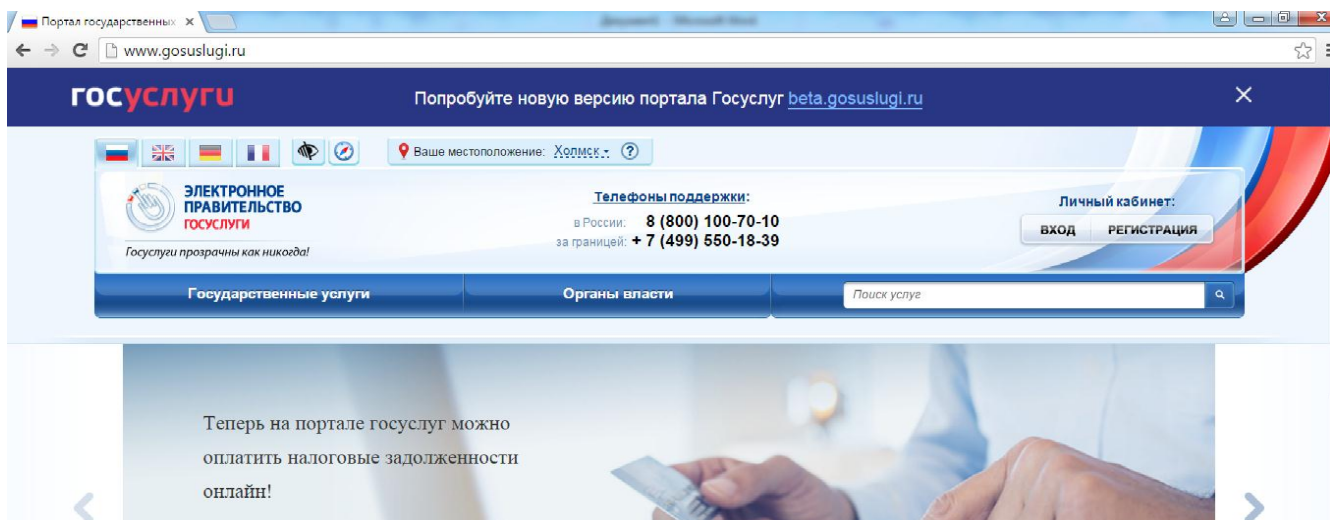 Портал государственных
Документ1 - Microsoft Word
www.gosuslugi.ru
госуслуги
Попробуйте новую версию портала Госуслуг beta.gosuslugi.ru
Ваше местоположение: Холмск ?
ЭЛЕКТРОННОЕ
ПРАВИТЕЛЬСТВО
ГОСУСЛУГИ
Госуслуги прозрачны как никогда!
Телефоны поддержки:
в России: 8 (800) 100-70-10
за границей: + 7 (499) 550-18-39
Личный кабинет:
ВХОД РЕГИСТРАЦИЯ
Государственные услуги
Органы власти
Поиск услуг
Теперь на портале госуслуг можно
оплатить налоговые задолженности
онлайн!